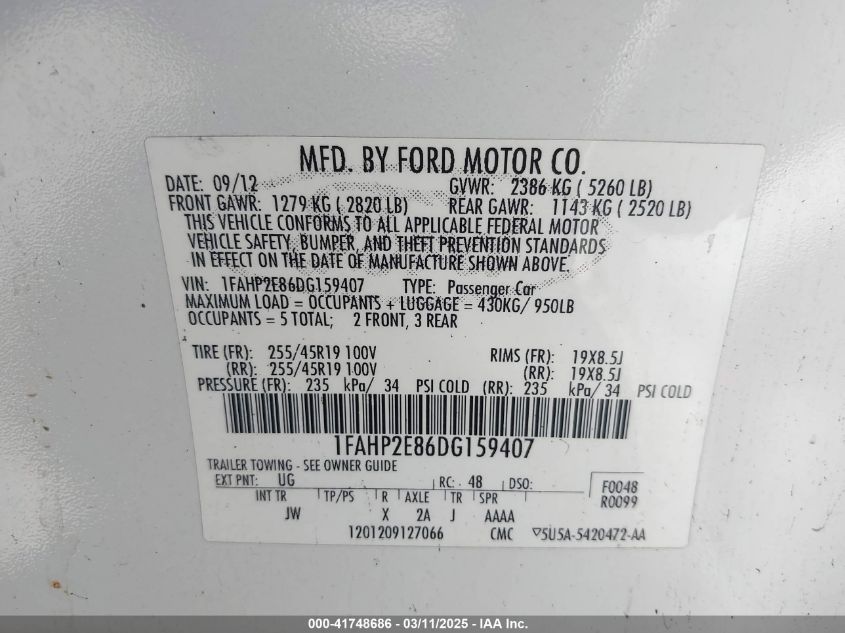 MFD. BY FORD MOTOR CO.
DATE: 09/12 GVWR: 2386 KG ( 5260 LB)
FRONT GAWR: 1279 KG ( 2820 LB) REAR GAWR: 1143 KG ( 2520 LB)
THIS VEHICLE CONFORMS TO ALL APPLICABLE FEDERAL MOTOR
VEHICLE SAFETY, BUMPER, AND THEFT PREVENTION STANDARDS
IN EFFECT ON THE DATE OF MANUFACTURE SHOWN ABOVE.
VIN: 1FAHP2E86DG159407 TYPE: Passenger Car
MAXIMUM LOAD = OCCUPANTS + LUGGAGE = 430KG/ 950LB
OCCUPANTS = 5 TOTAL; 2 FRONT, 3 REAR
TIRE (FR): 255/45R19 100V RIMS (FR): 19X8.5J
(RR): 255/45R19 100V (RR): 19X8.5J
PRESSURE (FR): 235 kPa/ 34 PSI COLD (RR): 235 kPa/ 34 PSI COLD
1FAHP2E86DG159407
TRAILER TOWING - SEE OWNER GUIDE
EXT PNT: UG RC: 48 DSO: F0048
R0099
INT TR TP/PS R AXLE TR SPR
JW X 2A J AAAA
1201209127066 CMC ▽5U5A-5420472-AA
000-41748686 - 03/11/2025 - IAA Inc.